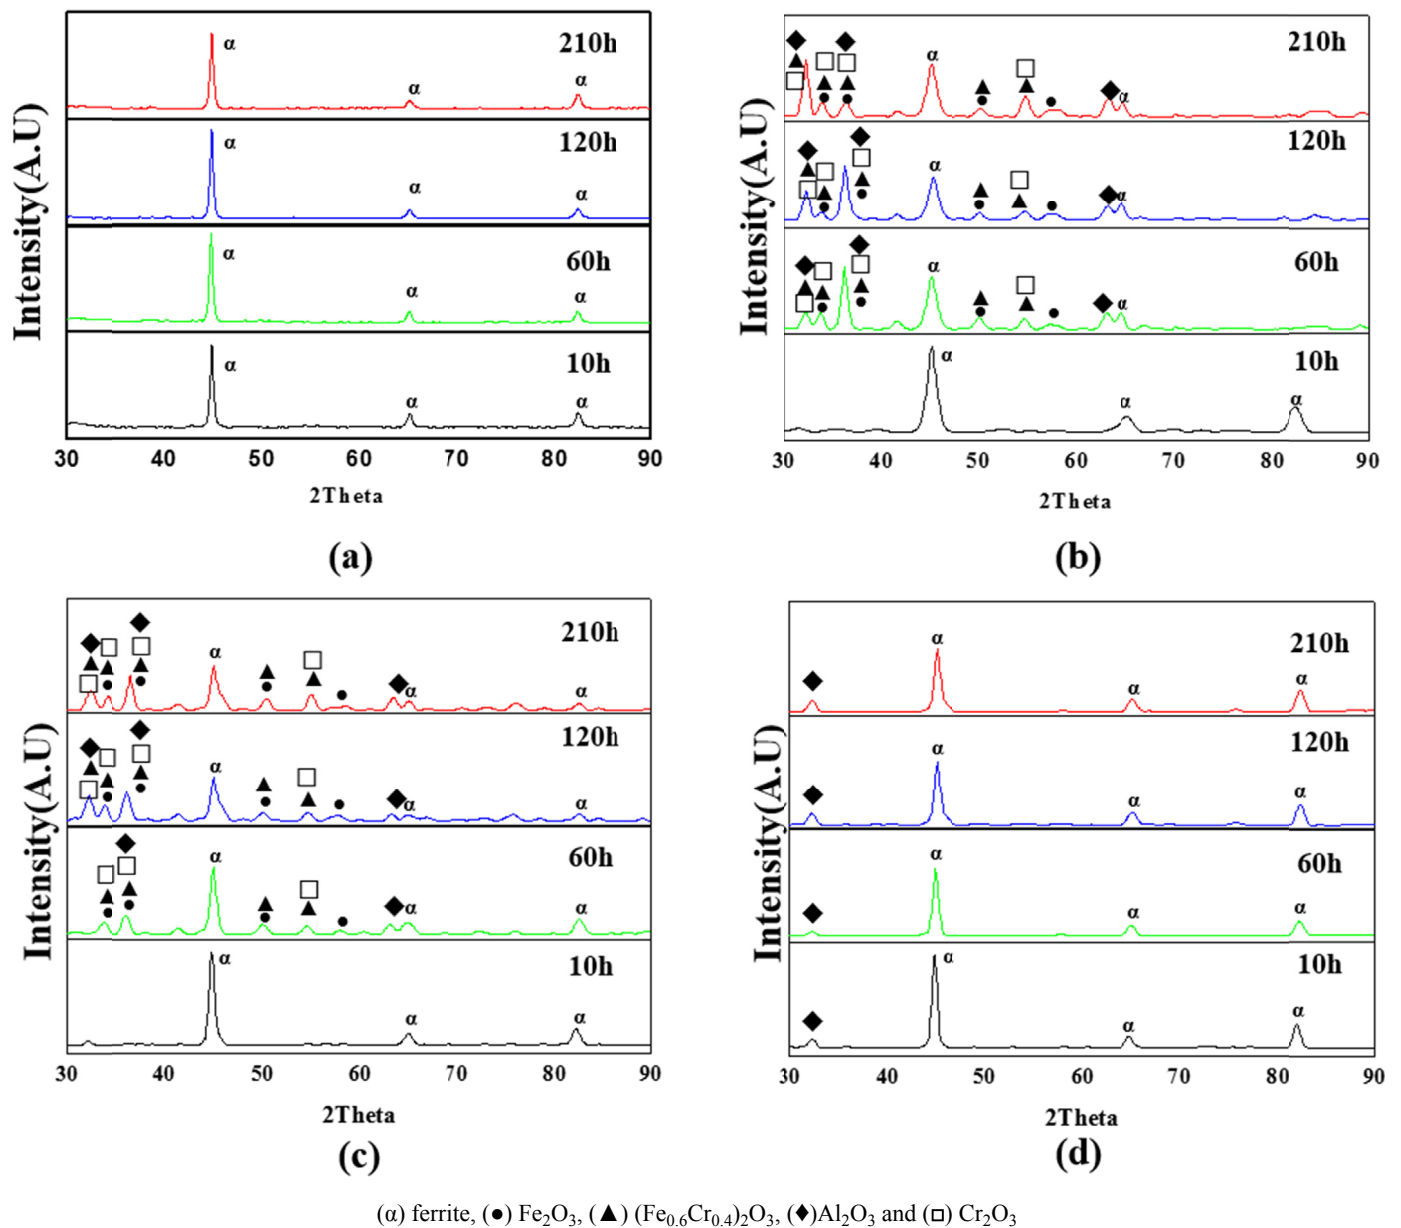 Intensity(A.U)
α 210h
α α
α 120h
α α
α 60h
α α
α 10h
α α
30 40 50 60 70 80 90
2Theta
(a)
Intensity(A.U)
α 210h
α
α 120h
α
α 60h
α
α 10h
α α
30 40 50 60 70 80 90
2Theta
(b)
Intensity(A.U)
α 210h
α α
α 120h
α α
α 60h
α α
α 10h
α α
30 40 50 60 70 80 90
2Theta
(c)
Intensity(A.U)
α 210h
α α
α 120h
α α
α 60h
α α
α 10h
α α
30 40 50 60 70 80 90
2Theta
(d)
(α) ferrite, (●) Fe₂O₃, (▲) (Fe₀.₆Cr₀.₄)₂O₃, (♦)Al₂O₃ and (□) Cr₂O₃